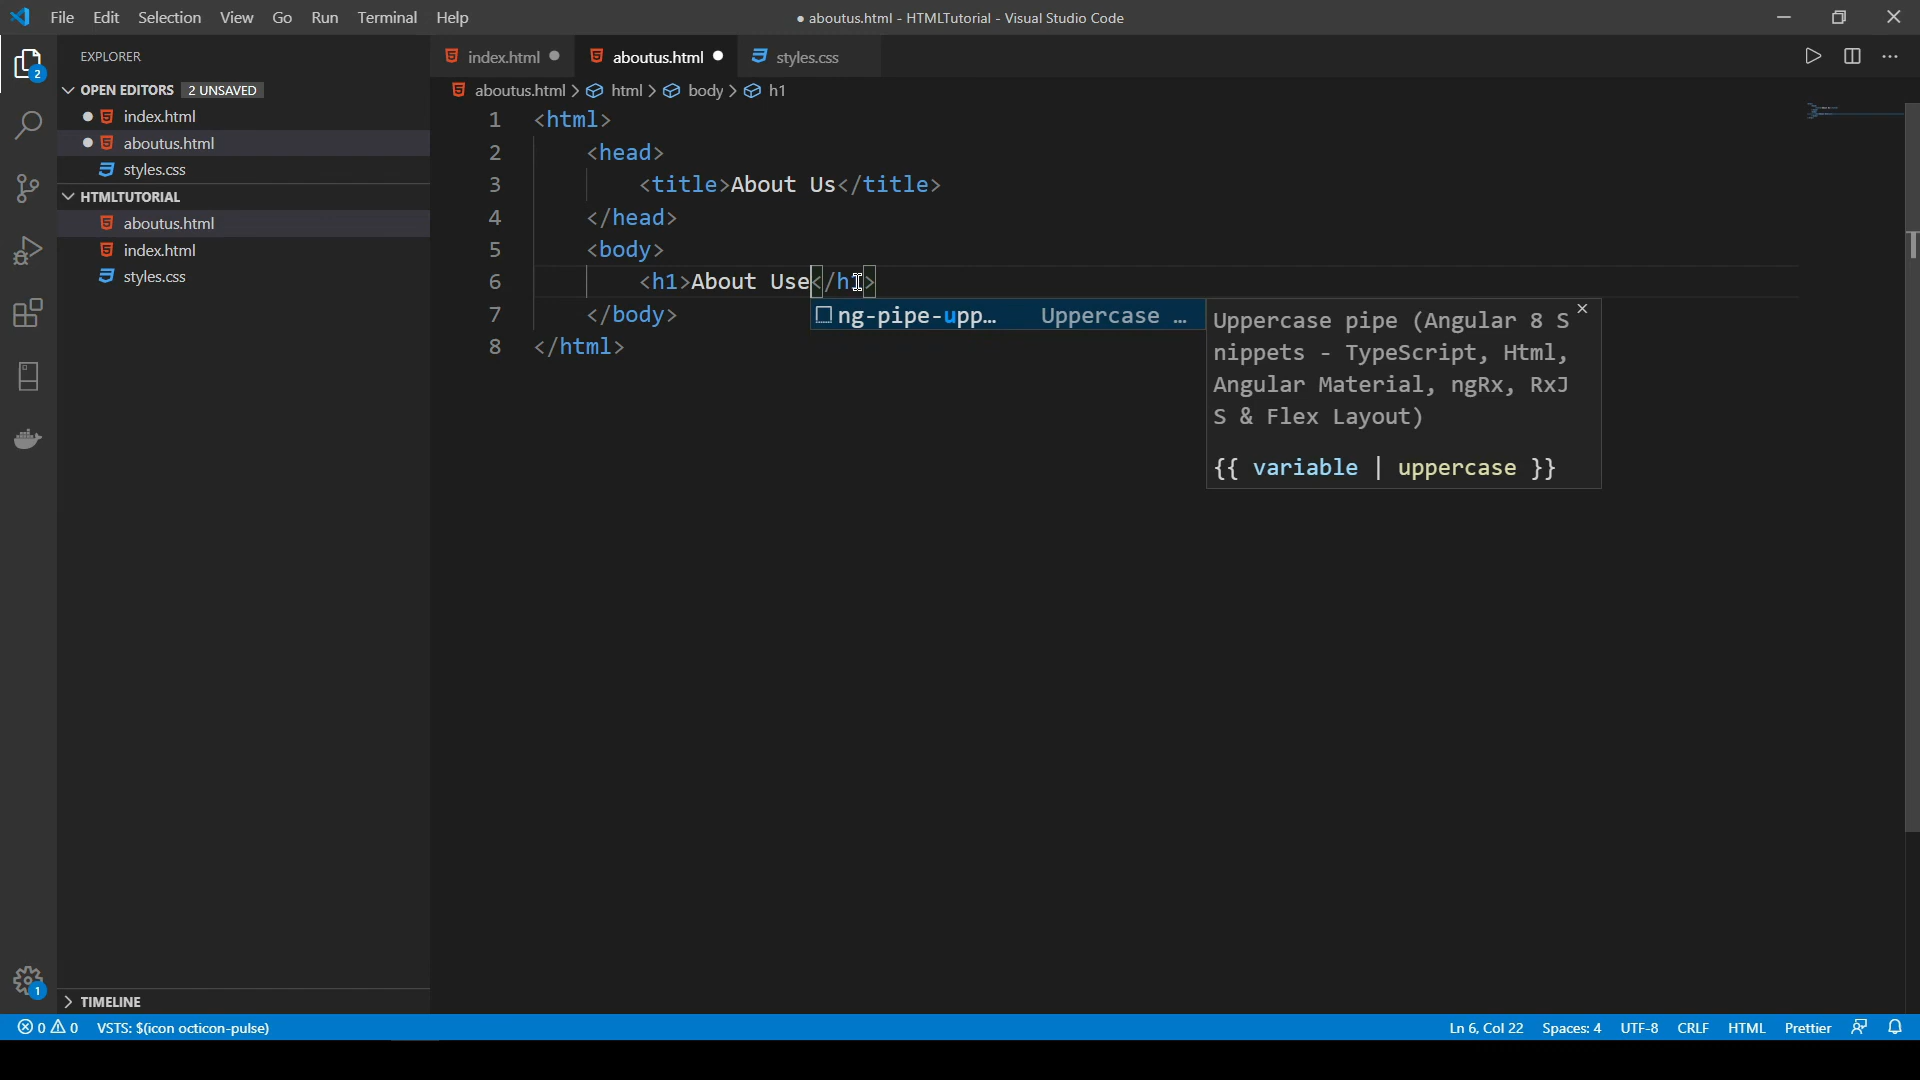 File Edit Selection View Go Run Terminal Help
● aboutus.html - HTMLTutorial - Visual Studio Code
EXPLORER
OPEN EDITORS 2 UNSAVED
index.html
aboutus.html
styles.css
HTMLTUTORIAL
aboutus.html
index.html
styles.css
TIMELINE
2
1
index.html aboutus.html styles.css
aboutus.html > html > body > h1
1 <html>
2 <head>
3 <title>About Us</title>
4 </head>
5 <body>
6 <h1>About Use</h1>
7 </body>
8 </html>
ng-pipe-upp... Uppercase ...
Uppercase pipe (Angular 8 S
nippets - TypeScript, Html,
Angular Material, ngRx, RxJ
S & Flex Layout)
{{ variable | uppercase }}
0 0 VSTS: $(icon octicon-pulse)
Ln 6, Col 22 Spaces: 4 UTF-8 CRLF HTML Prettier